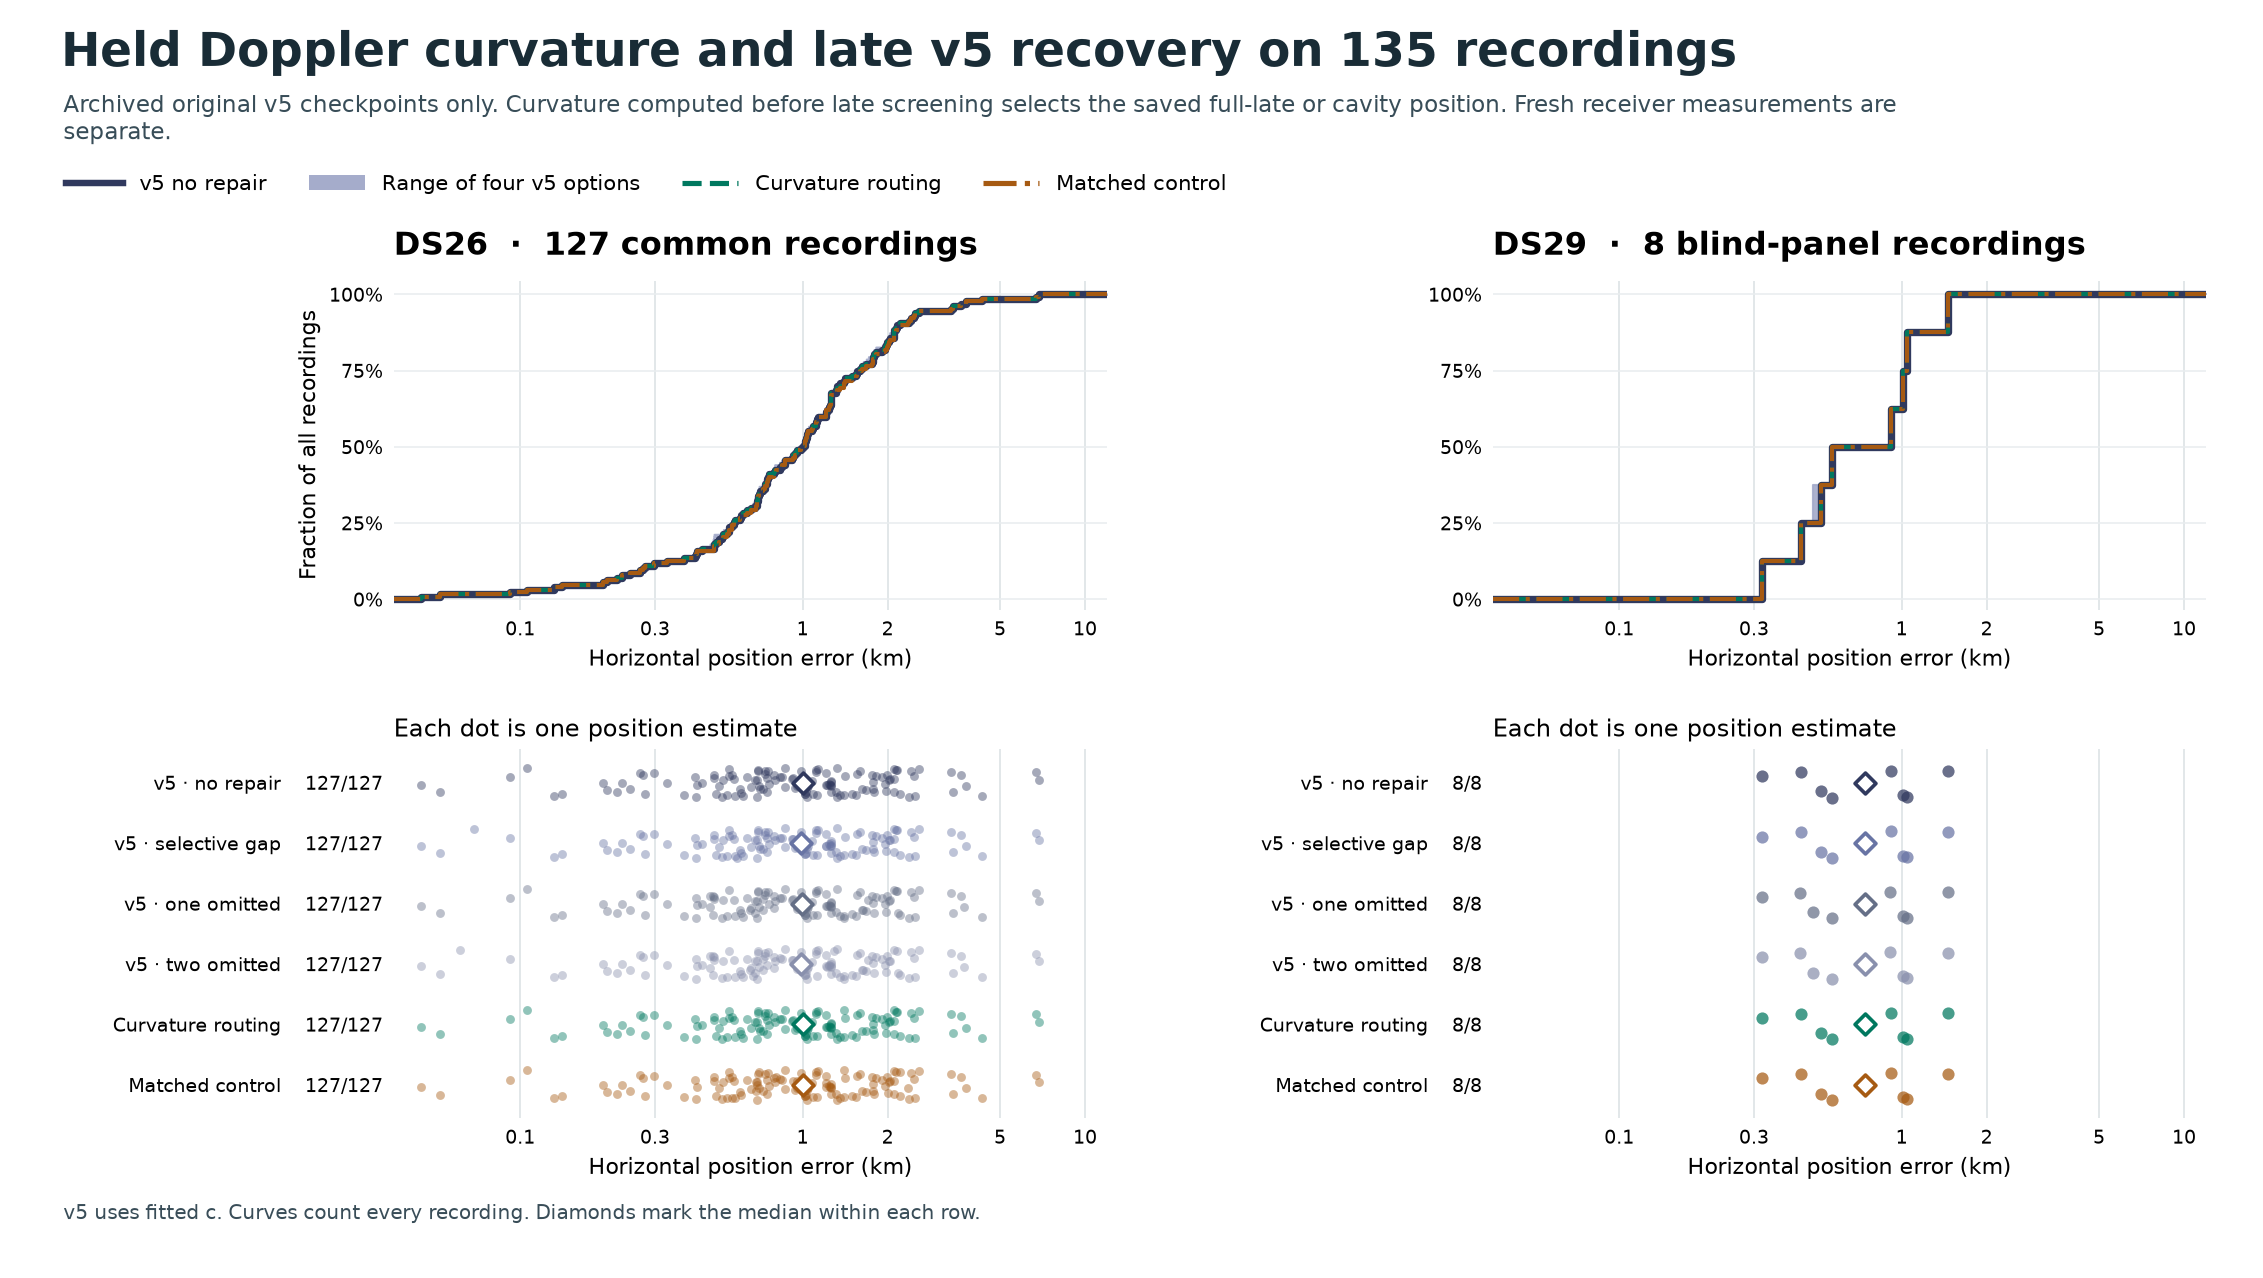 Held Doppler curvature and late v5 recovery on 135 recordings
Archived original v5 checkpoints only. Curvature computed before late screening selects the saved full-late or cavity position. Fresh receiver measurements are
separate.
v5 no repair
Range of four v5 options
Curvature routing
Matched control
DS26 · 127 common recordings
100%
75%
50%
25%
0%
Fraction of all recordings
0.1 0.3 1 2 5 10
Horizontal position error (km)
DS29 · 8 blind-panel recordings
100%
75%
50%
25%
0%
0.1 0.3 1 2 5 10
Horizontal position error (km)
Each dot is one position estimate
v5 · no repair 127/127
v5 · selective gap 127/127
v5 · one omitted 127/127
v5 · two omitted 127/127
Curvature routing 127/127
Matched control 127/127
0.1 0.3 1 2 5 10
Horizontal position error (km)
Each dot is one position estimate
v5 · no repair 8/8
v5 · selective gap 8/8
v5 · one omitted 8/8
v5 · two omitted 8/8
Curvature routing 8/8
Matched control 8/8
0.1 0.3 1 2 5 10
Horizontal position error (km)
v5 uses fitted c. Curves count every recording. Diamonds mark the median within each row.